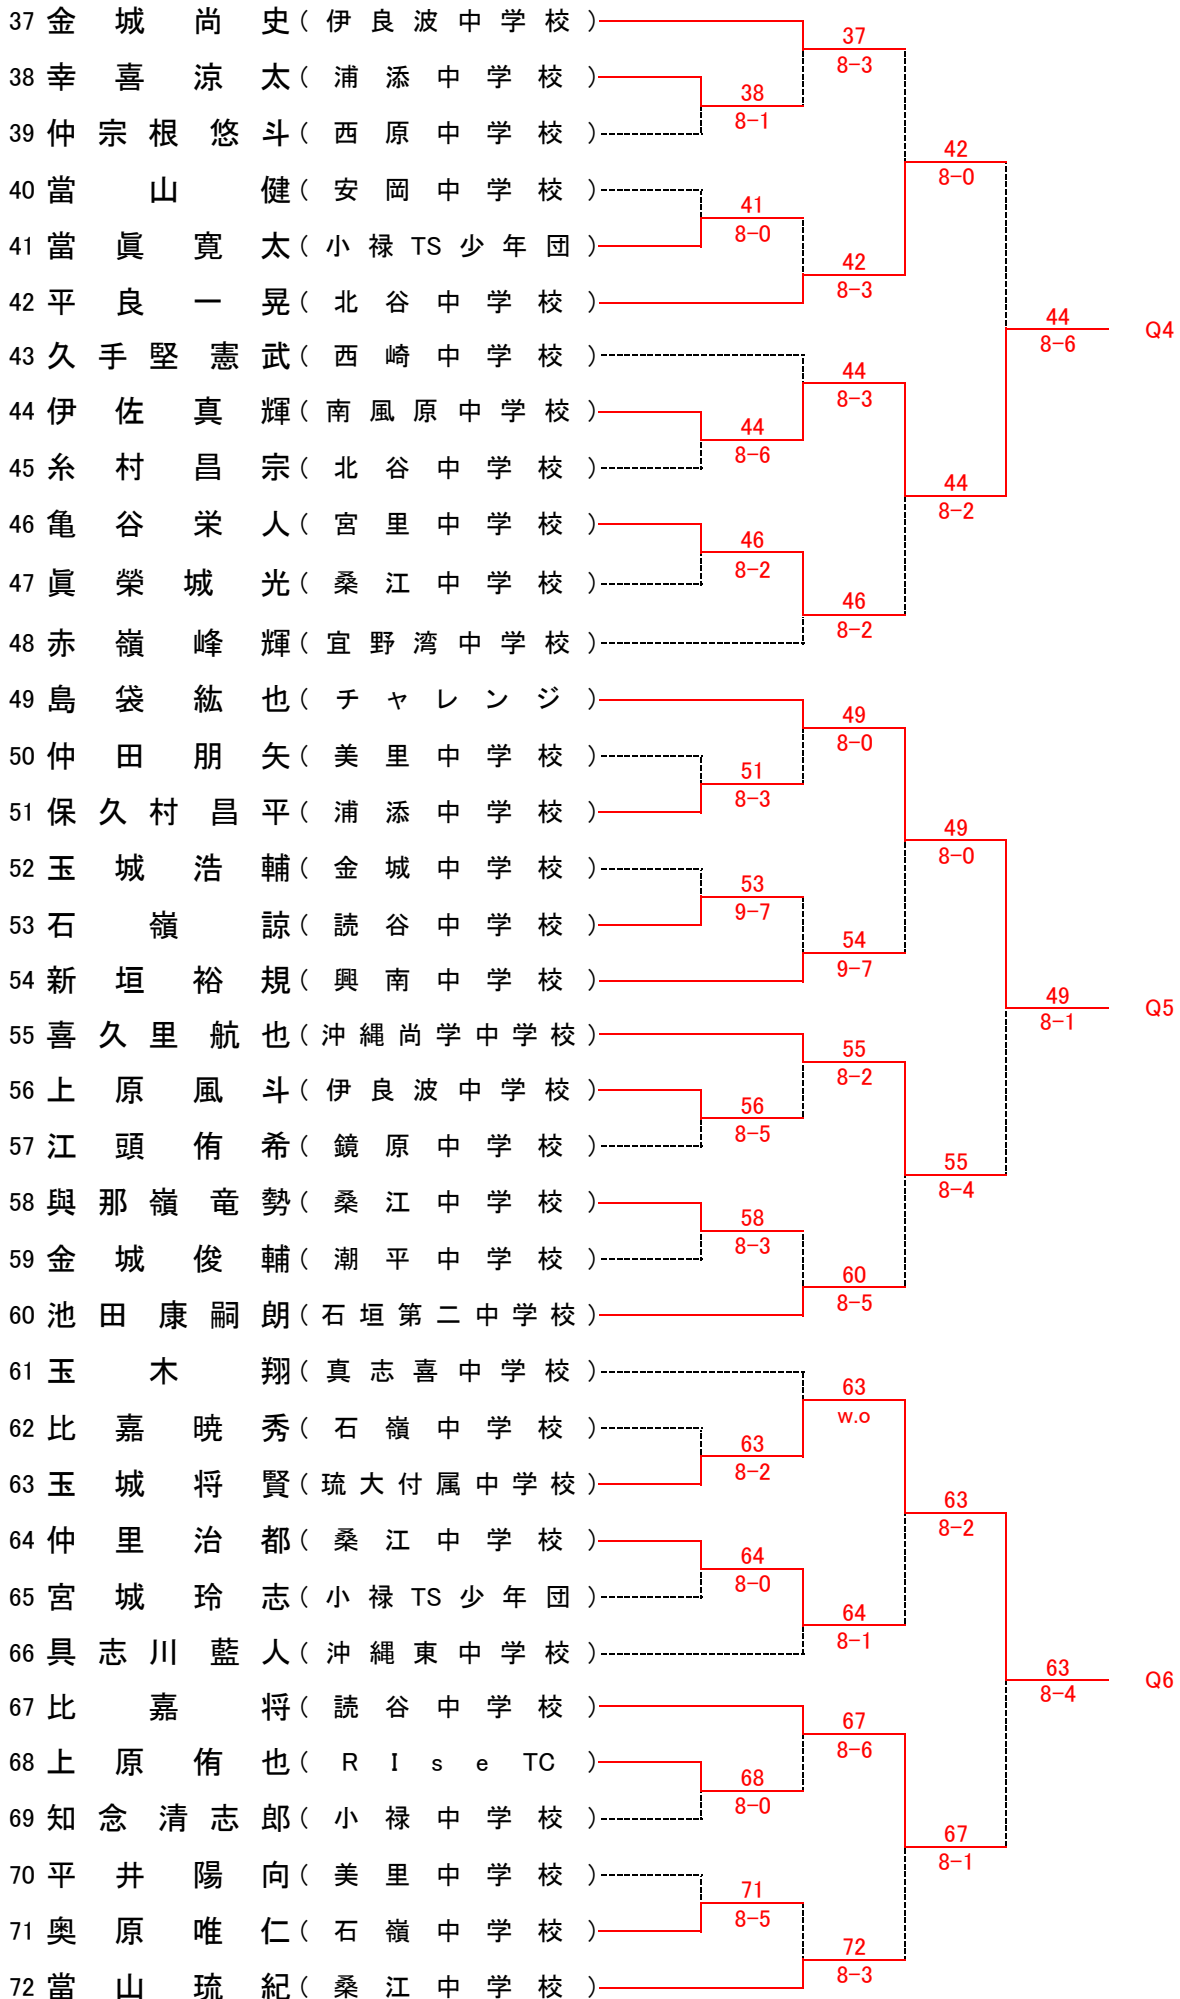 37 金城尚史 (伊良波中学校)
37
8-3
38 幸喜涼太 (浦添中学校)
38
8-1
39 仲宗根悠斗 (西原中学校)
42
8-0
40 當山健 (安岡中学校)
41
8-0
41 當眞寛太 (小禄TS少年団)
42
8-3
42 平良一晃 (北谷中学校)
44
8-6
Q4
43 久手堅憲武 (西崎中学校)
44
8-3
44 伊佐真輝 (南風原中学校)
44
8-6
45 糸村昌宗 (北谷中学校)
44
8-2
46 亀谷栄人 (宮里中学校)
46
8-2
47 眞榮城光 (桑江中学校)
46
8-2
48 赤嶺峰輝 (宜野湾中学校)
49 島袋紘也 (チャレンジ)
49
8-0
50 仲田朋矢 (美里中学校)
51
8-3
51 保久村昌平 (浦添中学校)
49
8-0
52 玉城浩輔 (金城中学校)
53
9-7
53 石嶺諒 (読谷中学校)
54
9-7
54 新垣裕規 (興南中学校)
49
8-1
Q5
55 喜久里航也 (沖縄尚学中学校)
55
8-2
56 上原風斗 (伊良波中学校)
56
8-5
57 江頭侑希 (鏡原中学校)
55
8-4
58 與那嶺竜勢 (桑江中学校)
58
8-3
59 金城俊輔 (潮平中学校)
60
8-5
60 池田康嗣朗 (石垣第二中学校)
61 玉木翔 (真志喜中学校)
63
w.o
62 比嘉暁秀 (石嶺中学校)
63
8-2
63 玉城将賢 (琉大付属中学校)
63
8-2
64 仲里治都 (桑江中学校)
64
8-0
65 宮城玲志 (小禄TS少年団)
64
8-1
66 具志川藍人 (沖縄東中学校)
63
8-4
Q6
67 比嘉将 (読谷中学校)
67
8-6
68 上原侑也 (RIseTC)
68
8-0
69 知念清志郎 (小禄中学校)
67
8-1
70 平井陽向 (美里中学校)
71
8-5
71 奥原唯仁 (石嶺中学校)
72
8-3
72 當山琉紀 (桑江中学校)